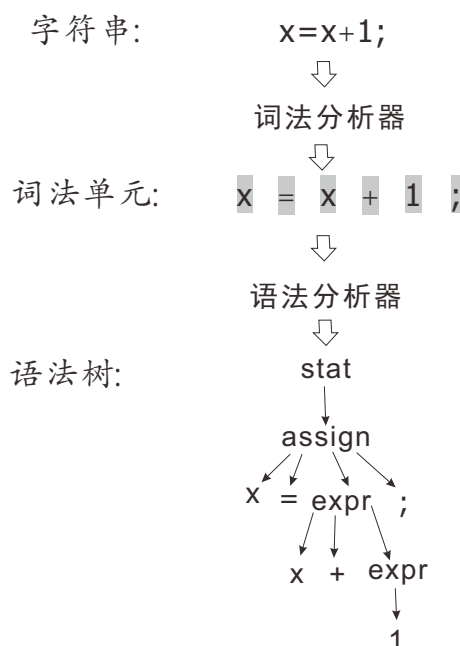 字符串: x=x+1;
词法分析器
词法单元: x = x + 1 ;
语法分析器
语法树: stat
assign
x = expr ;
x + expr
1